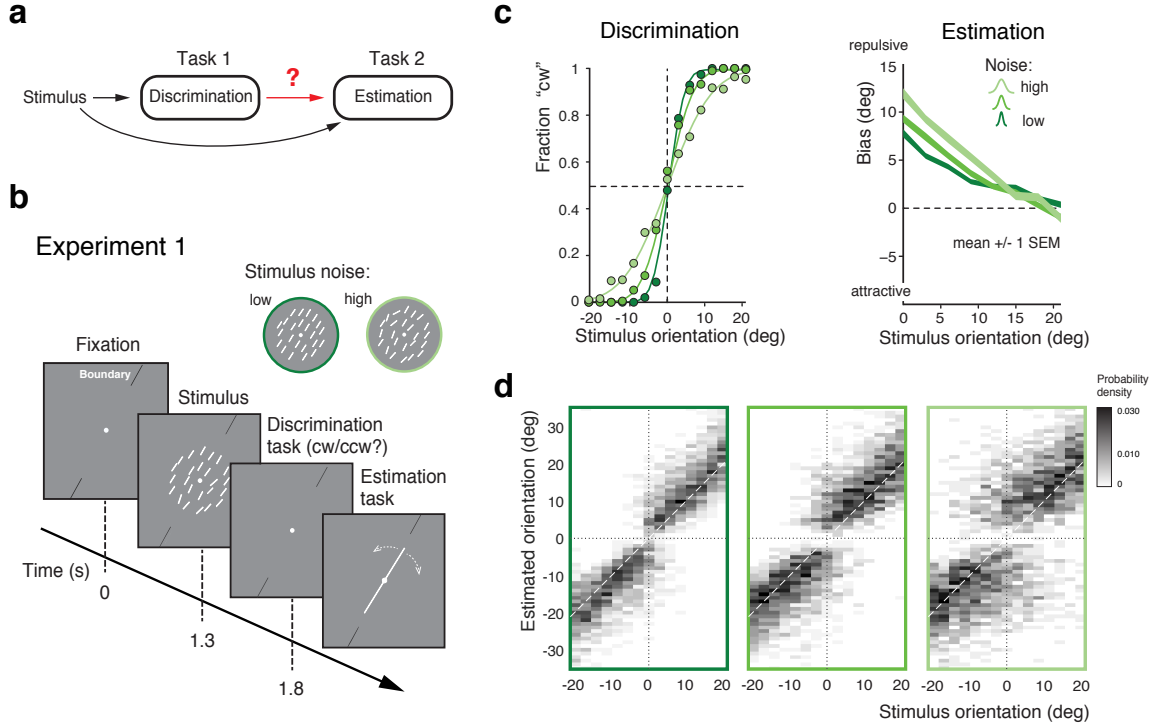 a
Task 1
Task 2
?
Stimulus
Discrimination
Estimation
b
Experiment 1
Stimulus noise:
low
high
Fixation
Boundary
Stimulus
Discrimination
task (cw/ccw?)
Estimation
task
Time (s)
0
1.3
1.8
c
Discrimination
Fraction “cw”
1
0.8
0.6
0.4
0.2
0
-20
-10
0
10
20
Stimulus orientation (deg)
Estimation
repulsive
Noise:
high
low
Bias (deg)
15
10
5
0
−5
mean +/- 1 SEM
attractive
0
5
10
15
20
Stimulus orientation (deg)
d
Probability
density
0.030
0.010
0
Estimated orientation (deg)
30
20
10
0
-10
-20
-30
-20 -10 0 10 20
-20 -10 0 10 20
-20 -10 0 10 20
Stimulus orientation (deg)